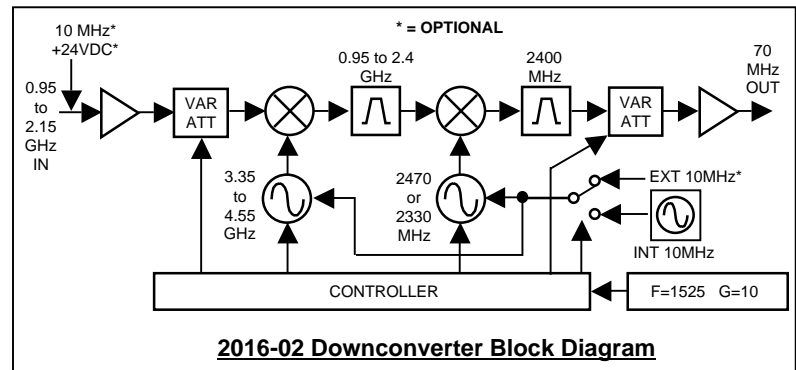 10 MHz*
+24VDC*
* = OPTIONAL
0.95 to 2.4
GHz
2400
MHz
70
MHz
OUT
0.95
to
2.15
GHz
IN
VAR
ATT
VAR
ATT
3.35
to
4.55
GHz
2470
or
2330
MHz
EXT 10MHz*
INT 10MHz
CONTROLLER
F=1525 G=10
2016-02 Downconverter Block Diagram